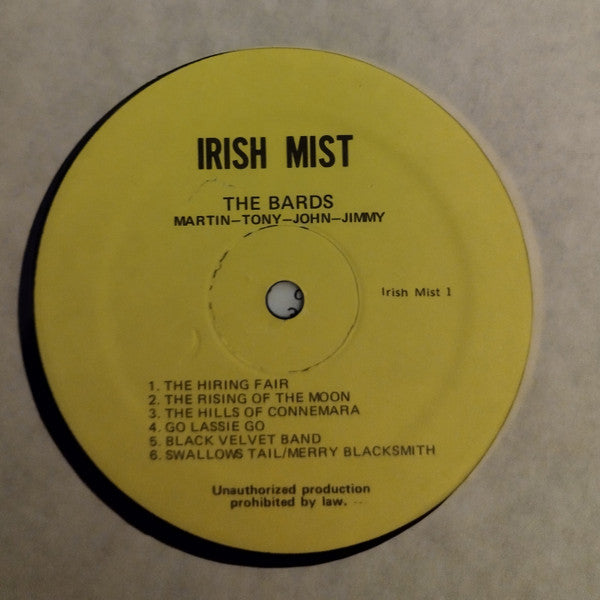 IRISH MIST
THE BARDS
MARTIN—TONY—JOHN—JIMMY
Irish Mist 1
1. THE HIRING FAIR
2. THE RISING OF THE MOON
3. THE HILLS OF CONNEMARA
4. GO LASSIE GO
5. BLACK VELVET BAND
6. SWALLOWS TAIL/MERRY BLACKSMITH
Unauthorized production
prohibited by law.